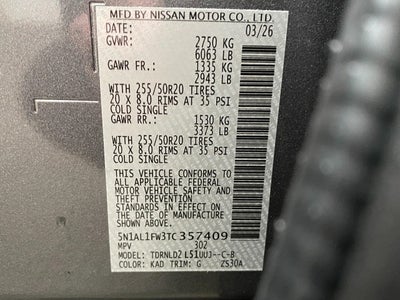 MFD BY NISSAN MOTOR CO., LTD.
DATE: 03/26
GVWR: 2750 KG
6063 LB
GAWR FR.: 1335 KG
2943 LB
WITH 255/50R20 TIRES
20 x 8.0 RIMS AT 35 PSI
COLD SINGLE
GAWR RR.: 1530 KG
3373 LB
WITH 255/50R20 TIRES
20 x 8.0 RIMS AT 35 PSI
COLD SINGLE
THIS VEHICLE CONFORMS TO
ALL APPLICABLE U.S. FEDERAL
MOTOR VEHICLE SAFETY AND
THEFT PREVENTION STANDARDS
IN EFFECT ON THE DATE OF
MANUFACTURE SHOWN ABOVE.
5N1AL1FW3TC357409
MPV 302
MODEL: TDRNLD2 L51UUJ--C-B
COLOR: KAD TRIM: G ZS30A